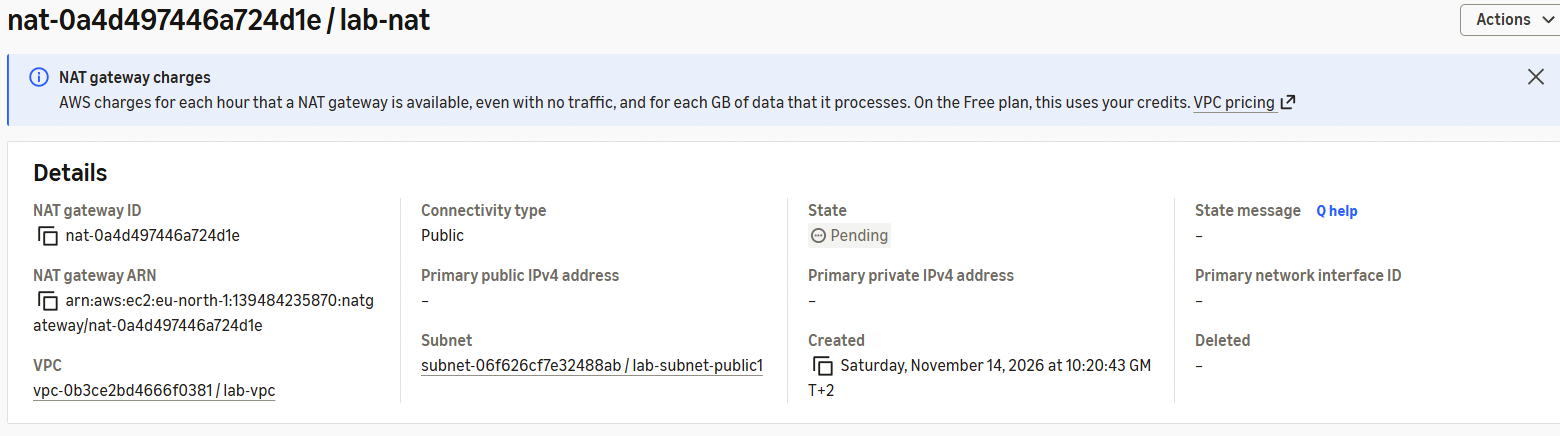 nat-0a4d497446a724d1e / lab-nat
Actions
NAT gateway charges
AWS charges for each hour that a NAT gateway is available, even with no traffic, and for each GB of data that it processes. On the Free plan, this uses your credits. VPC pricing
Details
NAT gateway ID
nat-0a4d497446a724d1e
NAT gateway ARN
arn:aws:ec2:eu-north-1:139484235870:natg
ateway/nat-0a4d497446a724d1e
VPC
vpc-0b3ce2bd4666f0381 / lab-vpc
Connectivity type
Public
Primary public IPv4 address
–
Subnet
subnet-06f626cf7e32488ab / lab-subnet-public1
State
Pending
Primary private IPv4 address
–
Created
Saturday, November 14, 2026 at 10:20:43 GM
T+2
State message Q help
–
Primary network interface ID
–
Deleted
–